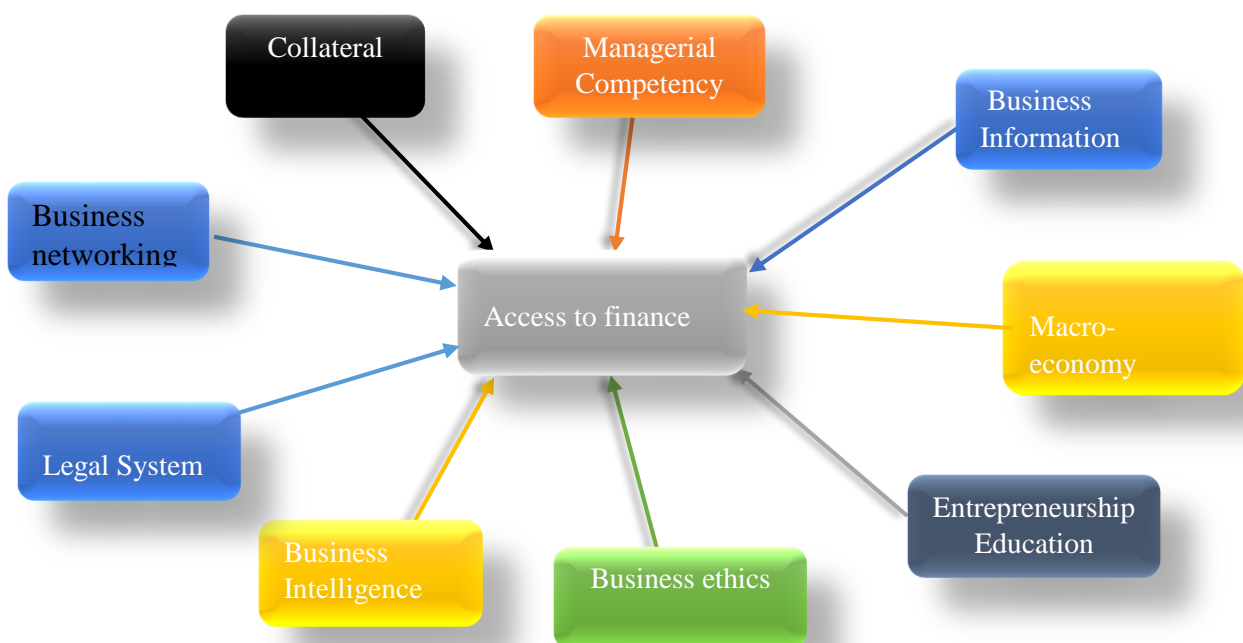 Collateral
Managerial
Competency
Business
Information
Business
networking
Access to finance
Macro-
economy
Legal System
Entrepreneurship
Education
Business
Intelligence
Business ethics